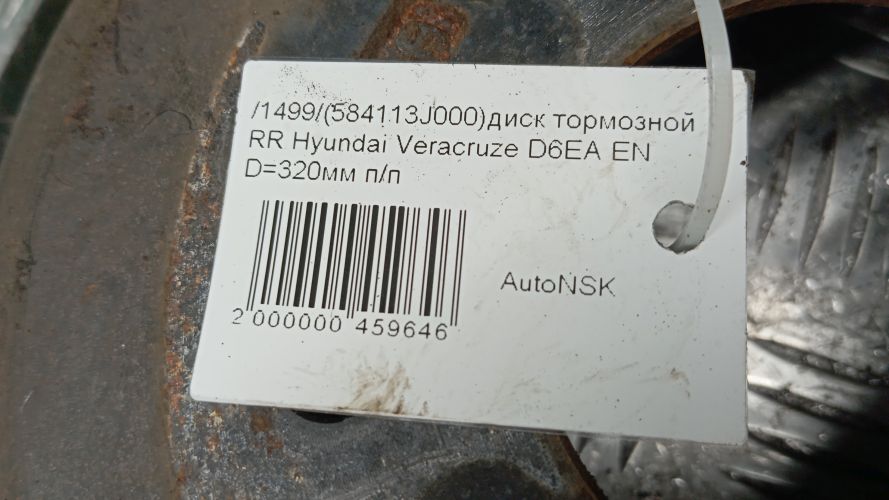 /1499/(584113J000)диск тормозной
RR Hyundai Veracruze D6EA EN
D=320мм п/п
AutoNSK
2 000000 459646